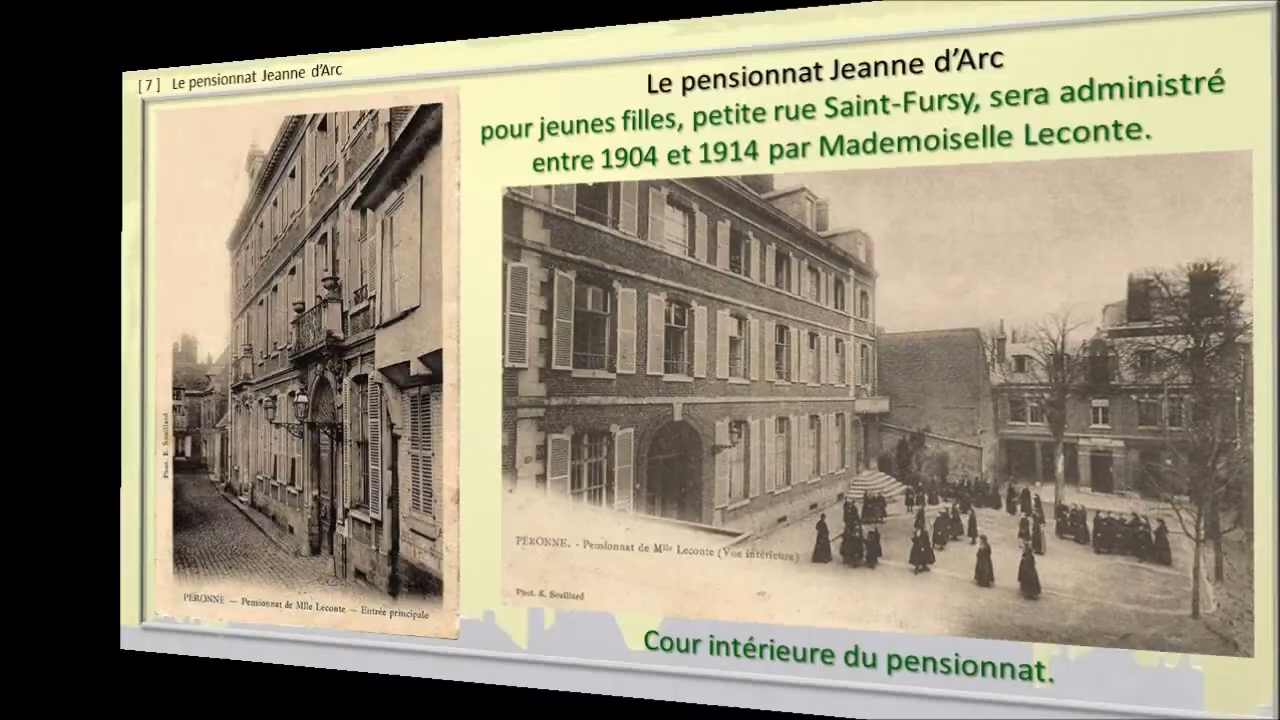 [ 7 ] Le pensionnat Jeanne d’Arc
Le pensionnat Jeanne d’Arc
pour jeunes filles, petite rue Saint-Fursy, sera administré
entre 1904 et 1914 par Mademoiselle Leconte.
Phot. E. Souillard
PÉRONNE — Pensionnat de Mlle Leconte — Entrée principale
PÉRONNE. - Pensionnat de Mlle Leconte (Vue intérieure)
Phot. E. Souillard
Cour intérieure du pensionnat.